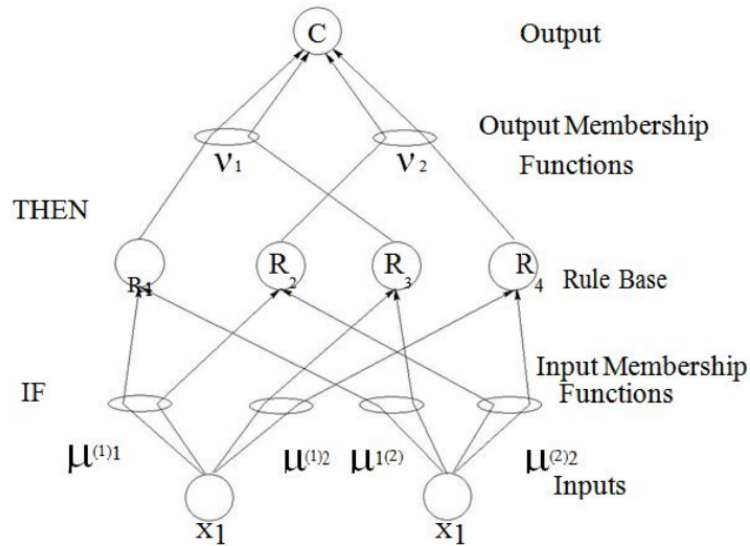 C Output
Output Membership
Functions
ν1 ν2
THEN
R1 R2 R3 R4 Rule Base
Input Membership
Functions
IF
μ(1)1 μ(1)2 μ1(2) μ(2)2
Inputs
x1 x1